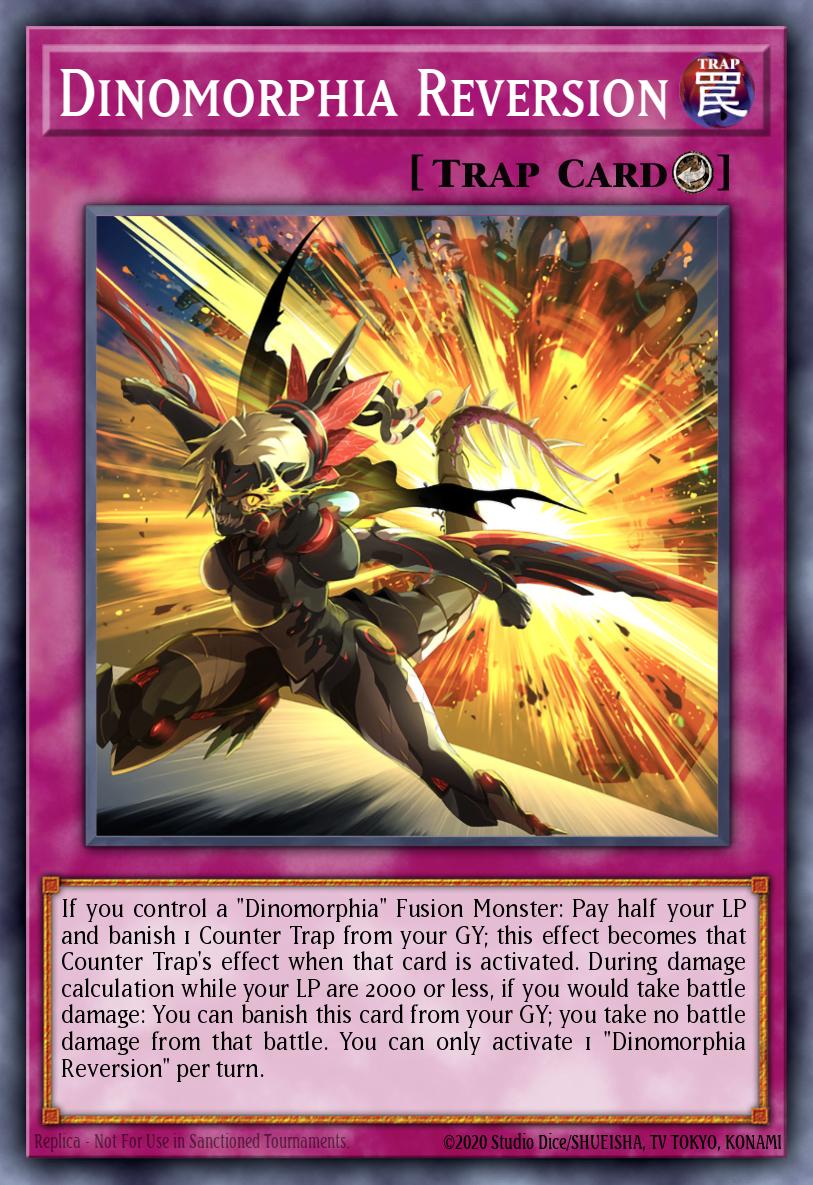 Dinomorphia Reversion
TRAP
罠
[Trap Card]
If you control a "Dinomorphia" Fusion Monster: Pay half your LP
and banish 1 Counter Trap from your GY; this effect becomes that
Counter Trap's effect when that card is activated. During damage
calculation while your LP are 2000 or less, if you would take battle
damage: You can banish this card from your GY; you take no battle
damage from that battle. You can only activate 1 "Dinomorphia
Reversion" per turn.
Replica - Not For Use in Sanctioned Tournaments.
©2020 Studio Dice/SHUEISHA, TV TOKYO, KONAMI